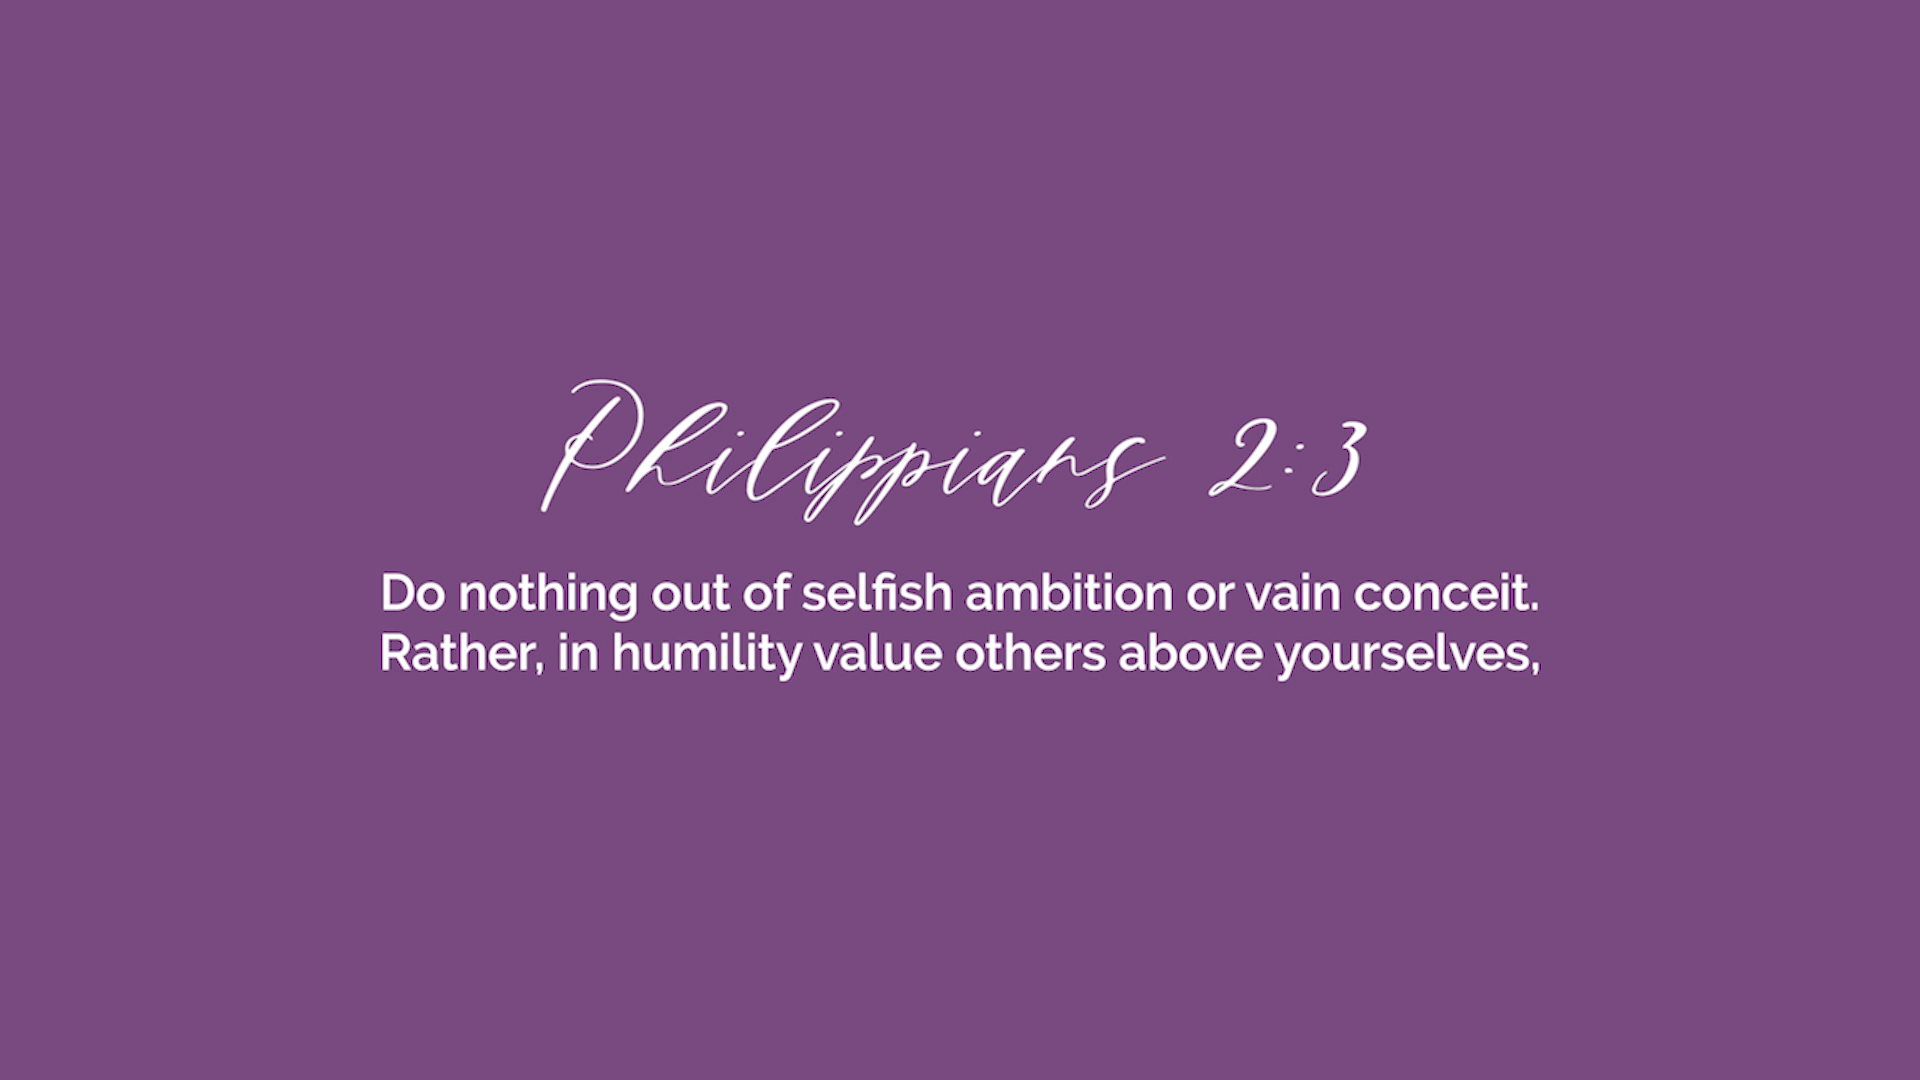 Philippians 2:3
Do nothing out of selfish ambition or vain conceit.
Rather, in humility value others above yourselves,